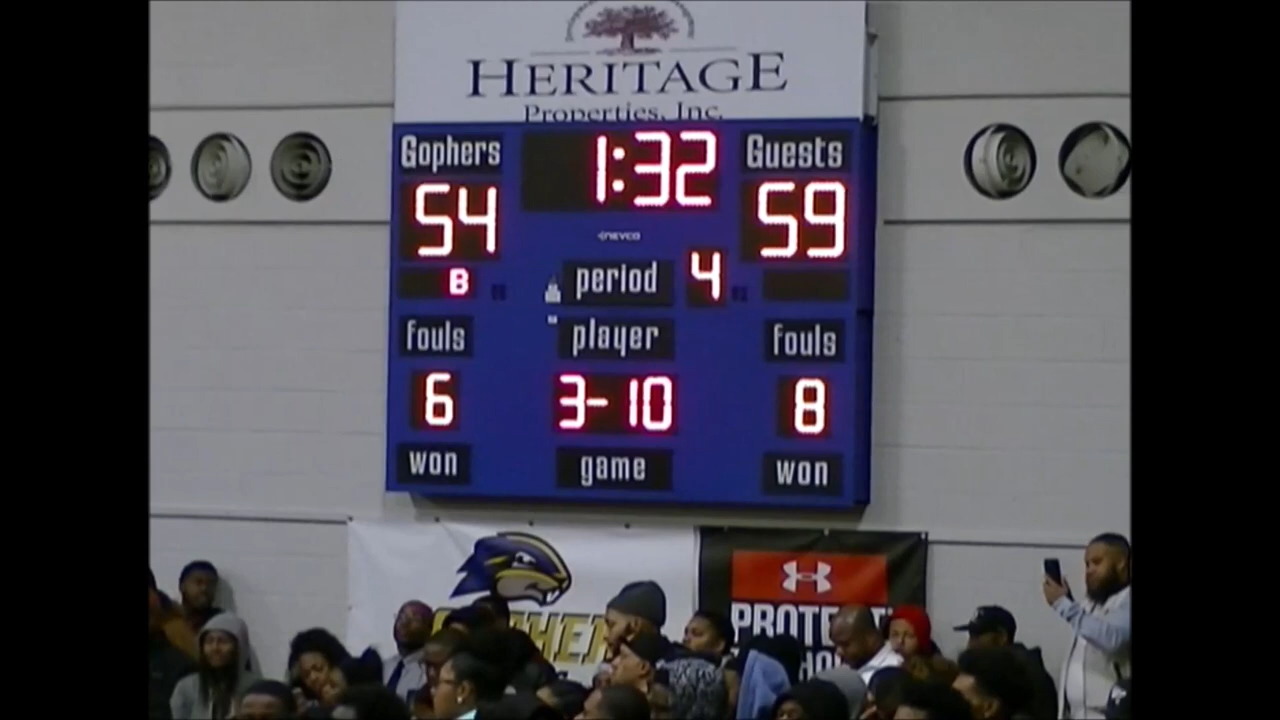 HERITAGE
Properties, Inc.
Gophers 1:32 Guests
54 59
NEVCO
B period 4
fouls player fouls
6 3-10 8
won game won
PROTECT